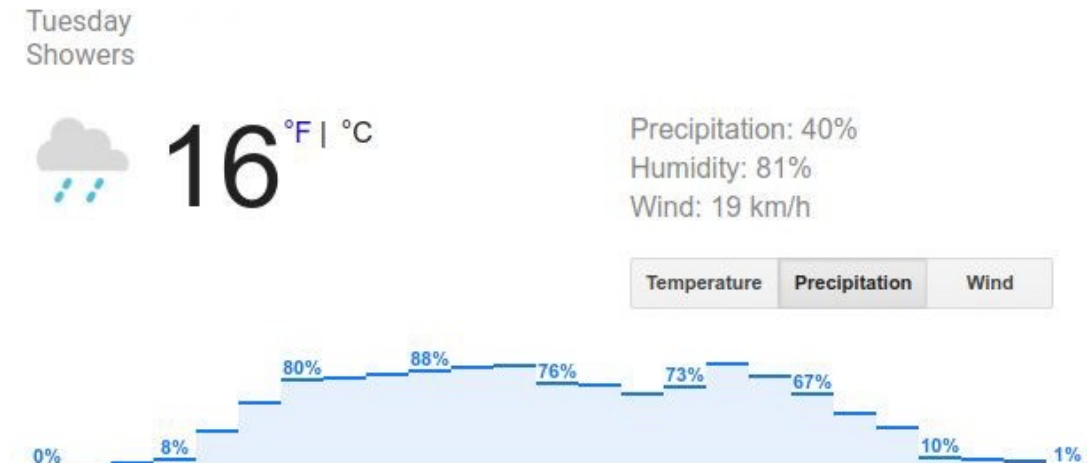 Tuesday
Showers
16 °F | °C
Precipitation: 40%
Humidity: 81%
Wind: 19 km/h
Temperature Precipitation Wind
0% 8% 80% 88% 76% 73% 67% 10% 1%